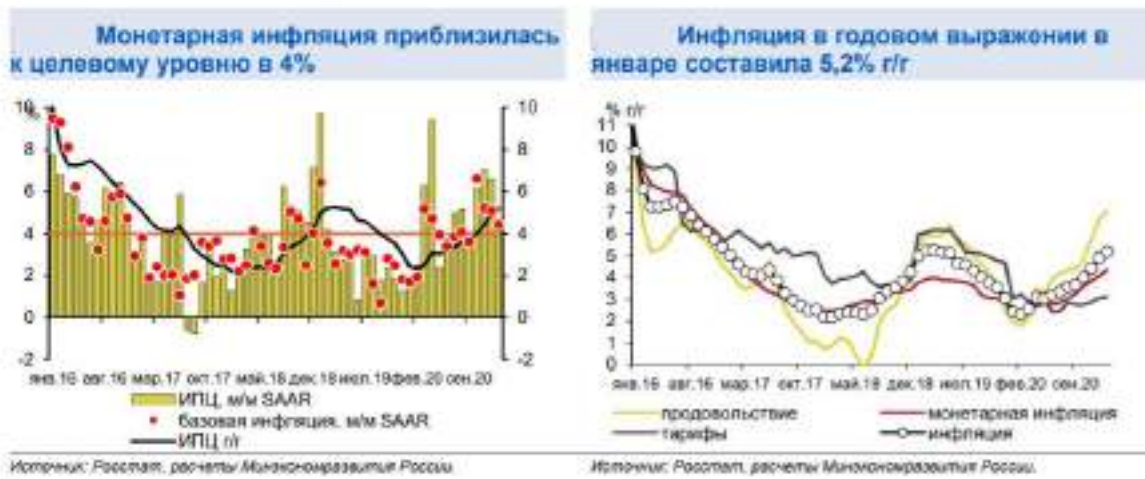 Монетарная инфляция приблизилась
к целевому уровню в 4%
10
%
8
6
4
2
0
-2
10
8
6
4
2
0
-2
янв.16 авг.16 мар.17 окт.17 май.18 дек.18 июл.19 фев.20 сен.20
ИПЦ, м/м SAAR
базовая инфляция, м/м SAAR
ИПЦ г/г
Источник: Росстат, расчеты Минэкономразвития России.
Инфляция в годовом выражении в
январе составила 5,2% г/г
% г/г
11
10
9
8
7
6
5
4
3
2
1
0
янв.16 авг.16 мар.17 окт.17 май.18 дек.18 июл.19 фев.20 сен.20
продовольствие монетарная инфляция
тарифы инфляция
Источник: Росстат, расчеты Минэкономразвития России.